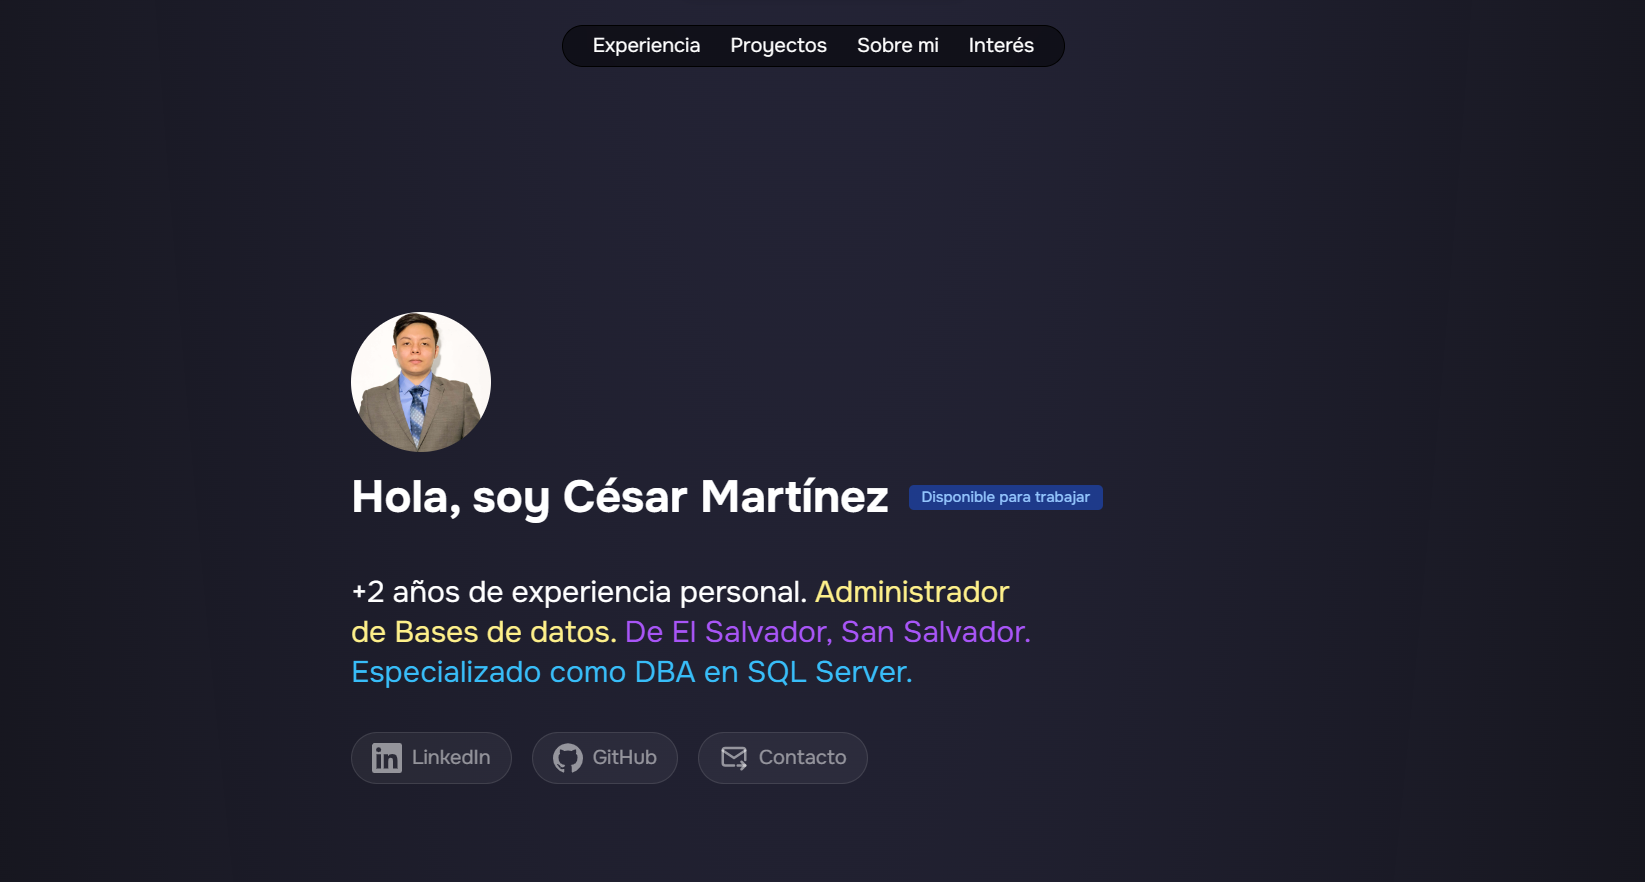 Experiencia Proyectos Sobre mi Interés
Hola, soy César Martínez Disponible para trabajar
+2 años de experiencia personal. Administrador
de Bases de datos. De El Salvador, San Salvador.
Especializado como DBA en SQL Server.
LinkedIn GitHub Contacto